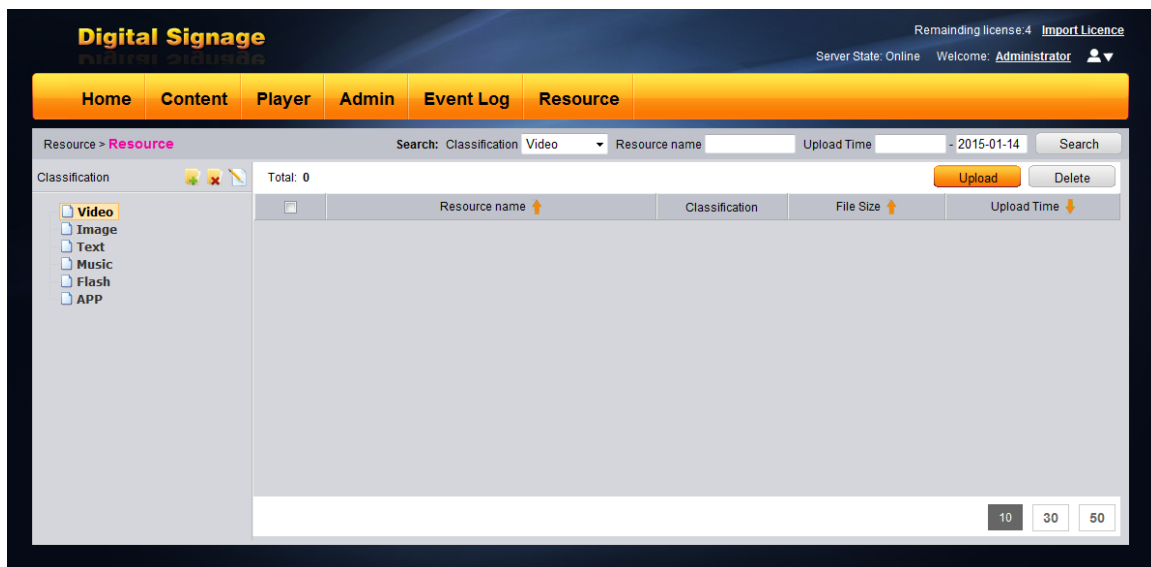 Digital Signage
Remainding license:4 Import Licence
Server State: Online Welcome: Administrator
Home Content Player Admin Event Log Resource
Resource > Resource Search: Classification Video Resource name Upload Time - 2015-01-14 Search
Classification Total: 0 Upload Delete
Resource name Classification File Size Upload Time
Video
Image
Text
Music
Flash
APP
10 30 50